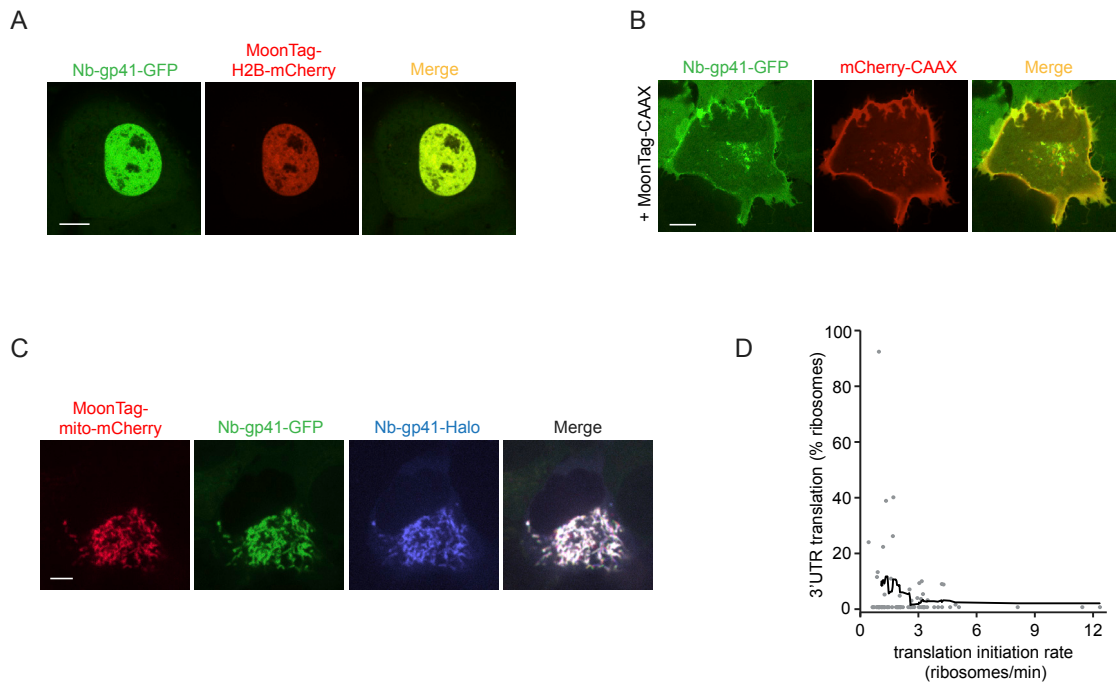 A
Nb-gp41-GFP
MoonTag-
H2B-mCherry
Merge
B
Nb-gp41-GFP
mCherry-CAAX
Merge
+ MoonTag-CAAX
C
MoonTag-
mito-mCherry
Nb-gp41-GFP
Nb-gp41-Halo
Merge
D
3'UTR translation (% ribosomes)
100
80
60
40
20
0
0
3
6
9
12
translation initiation rate
(ribosomes/min)